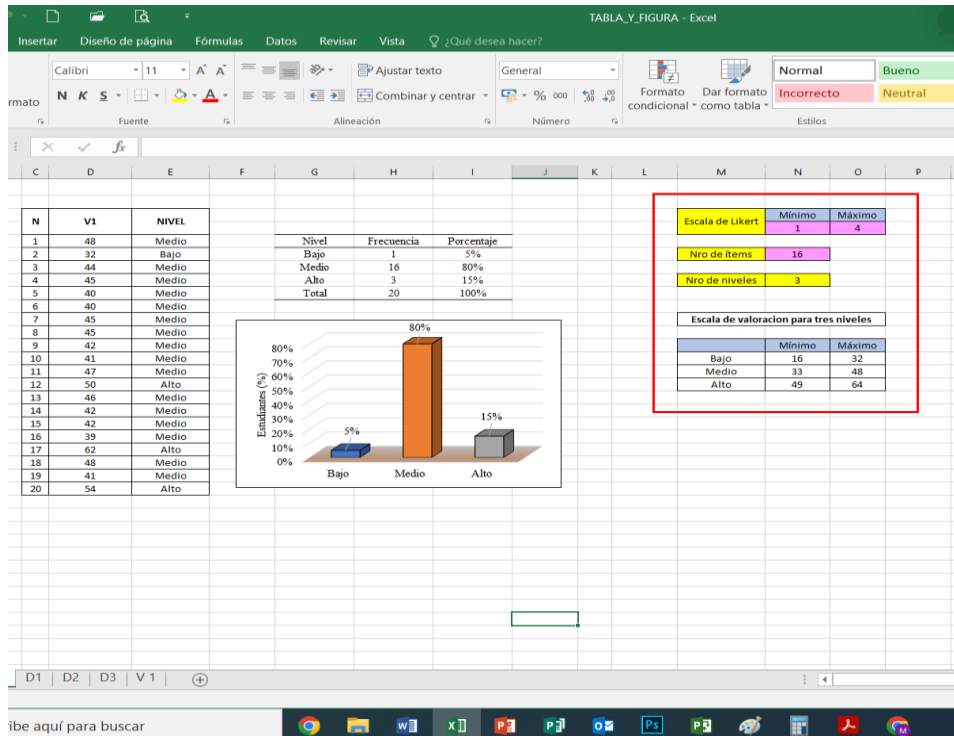 TABLA_Y_FIGURA - Excel
Insertar Diseño de página Fórmulas Datos Revisar Vista ¿Qué desea hacer?
Calibri 11 Ajustar texto General Normal Bueno
N K S Combinar y centrar % 000 Formato condicional Dar formato como tabla Incorrecto Neutral
Fuente Alineación Número Estilos
fx
C D E F G H I J K L M N O P
N V1 NIVEL
1 48 Medio
2 32 Bajo
3 44 Medio
4 45 Medio
5 40 Medio
6 40 Medio
7 45 Medio
8 45 Medio
9 42 Medio
10 41 Medio
11 47 Medio
12 50 Alto
13 46 Medio
14 42 Medio
15 42 Medio
16 39 Medio
17 62 Alto
18 48 Medio
19 41 Medio
20 54 Alto
Nivel Frecuencia Porcentaje
Bajo 1 5%
Medio 16 80%
Alto 3 15%
Total 20 100%
Estudiantes (%)
80%
70%
60%
50%
40%
30%
20%
10%
0%
5%
80%
15%
Bajo Medio Alto
Escala de Likert Mínimo Máximo
1 4
Nro de ítems 16
Nro de niveles 3
Escala de valoracion para tres niveles
Mínimo Máximo
Bajo 16 32
Medio 33 48
Alto 49 64
D1 D2 D3 V 1
aquí para buscar